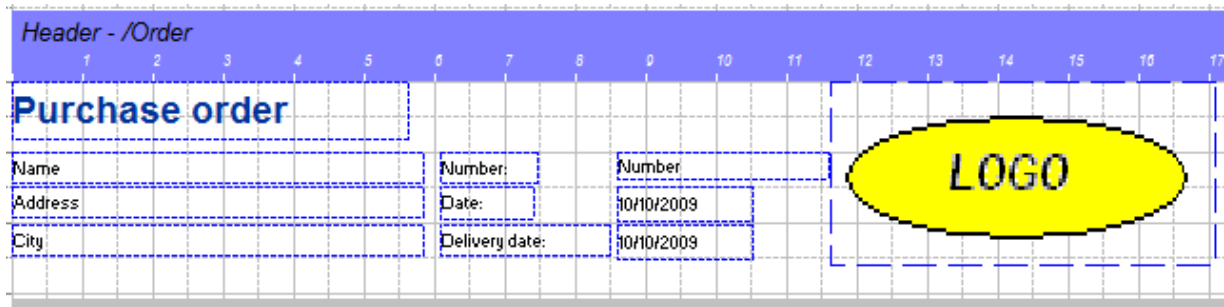 Header - /Order
1 2 3 4 5 6 7 8 9 10 11 12 13 14 15 16 17
Purchase order
LOGO
Name Number: Number
Address Date: 10/10/2009
City Delivery date: 10/10/2009